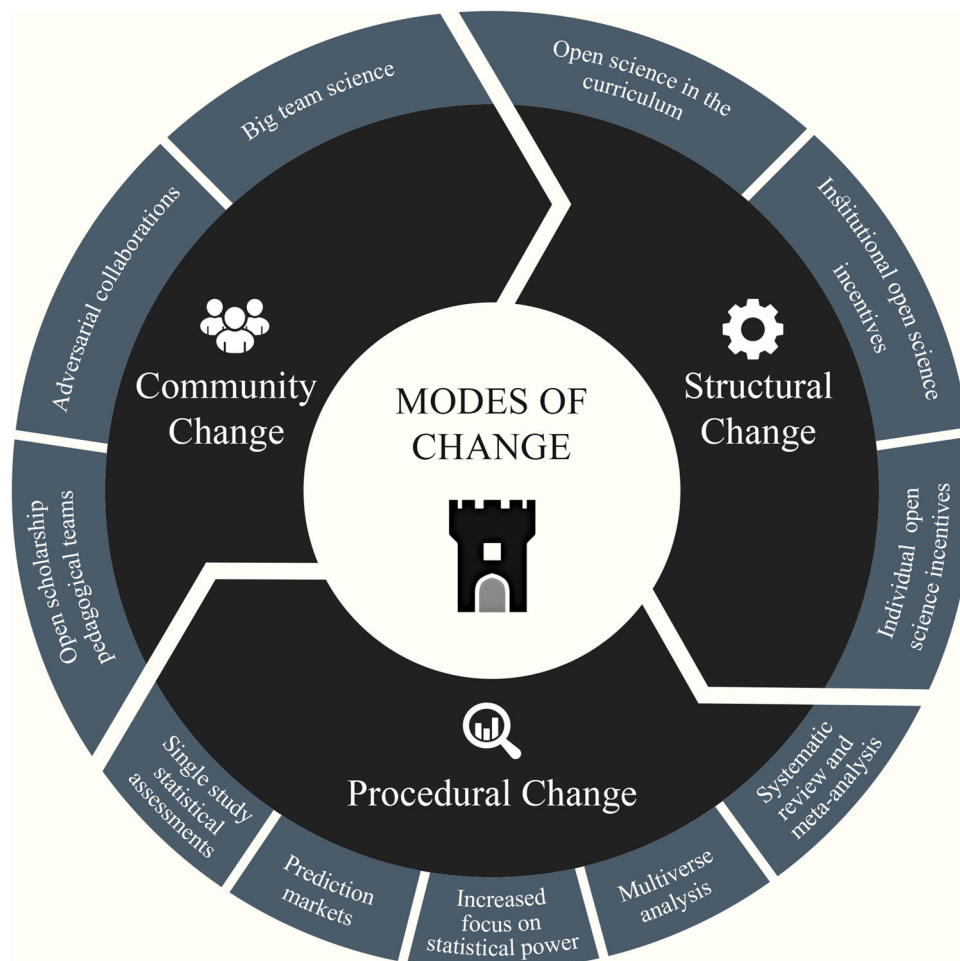 MODES OF
CHANGE
Structural
Change
Open science in the
curriculum
Institutional open science
incentives
Individual open
science incentives
Procedural Change
Systematic
review and
meta-analysis
Multiverse
analysis
Increased
focus on
statistical power
Prediction
markets
Single study
statistical
assessments
Community
Change
Open scholarship
pedagogical teams
Adversarial collaborations
Big team science